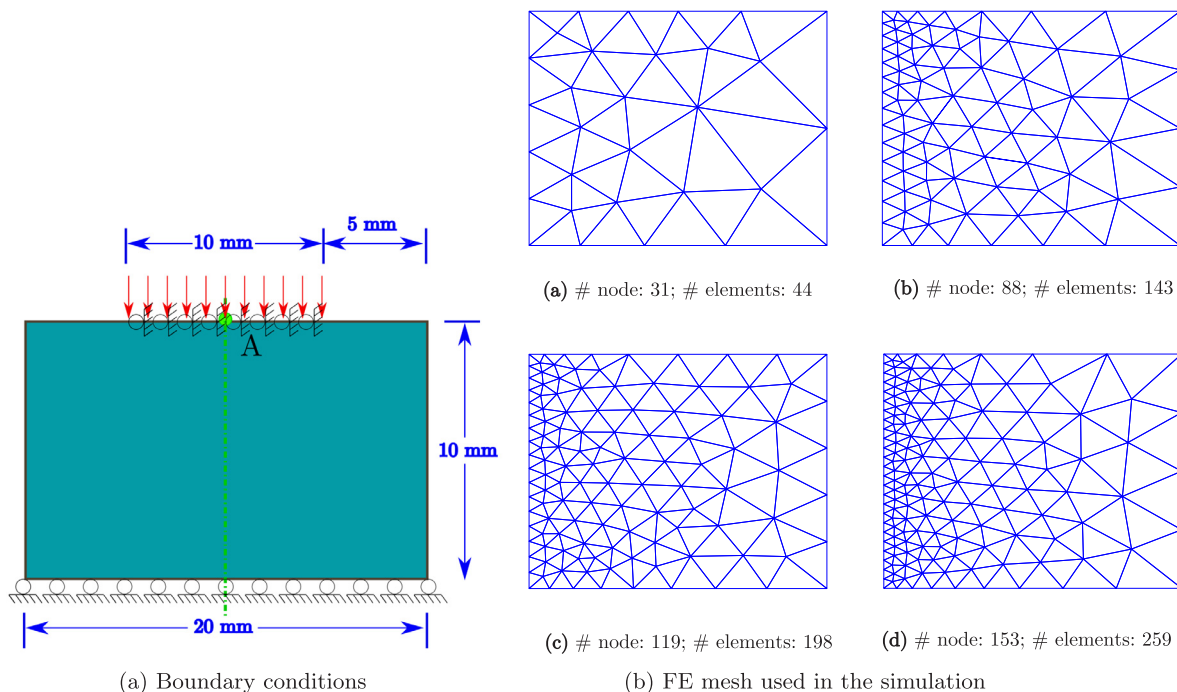 5 mm
10 mm
A
10 mm
20 mm
(a) Boundary conditions
(a) # node: 31; # elements: 44
(b) # node: 88; # elements: 143
(c) # node: 119; # elements: 198
(d) # node: 153; # elements: 259
(b) FE mesh used in the simulation